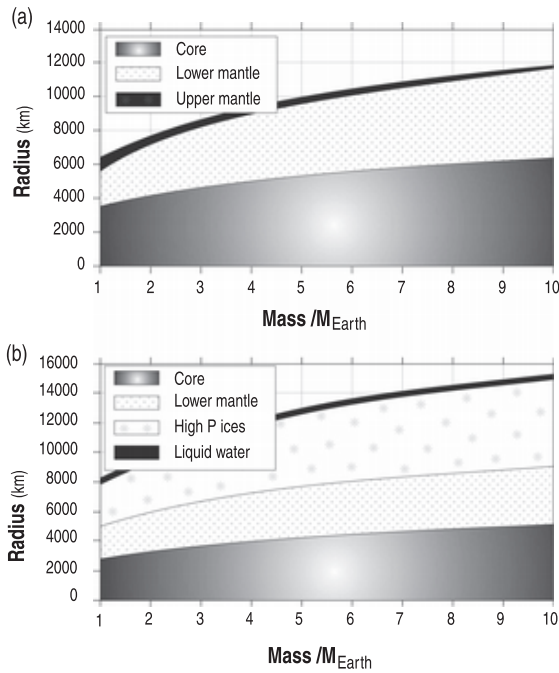 (a)
14000
12000
10000
8000
6000
4000
2000
0
Radius (km)
Core
Lower mantle
Upper mantle
1 2 3 4 5 6 7 8 9 10
Mass /MEarth
(b)
16000
14000
12000
10000
8000
6000
4000
2000
0
Radius (km)
Core
Lower mantle
High P ices
Liquid water
1 2 3 4 5 6 7 8 9 10
Mass /MEarth